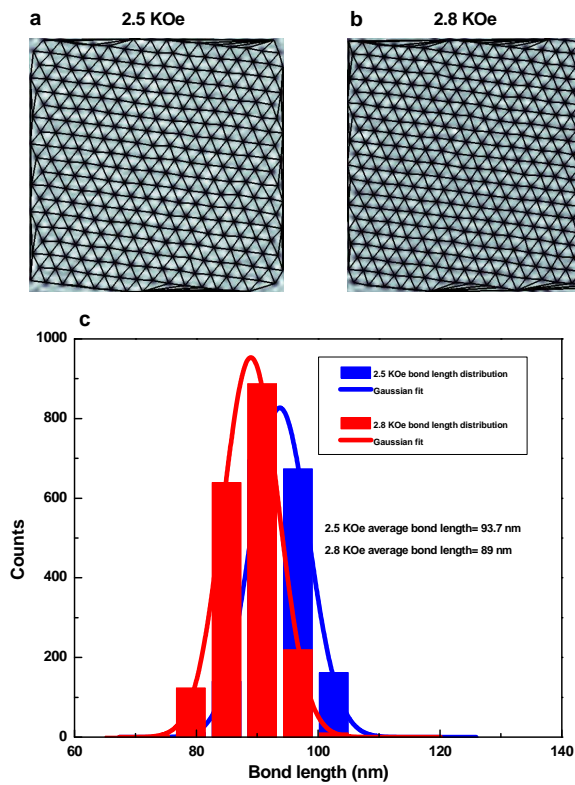 a 2.5 KOe
b 2.8 KOe
c
1000
800
600
400
200
0
Counts
2.5 KOe bond length distribution
Gaussian fit
2.8 KOe bond length distribution
Gaussian fit
2.5 KOe average bond length= 93.7 nm
2.8 KOe average bond length= 89 nm
60 80 100 120 140
Bond length (nm)